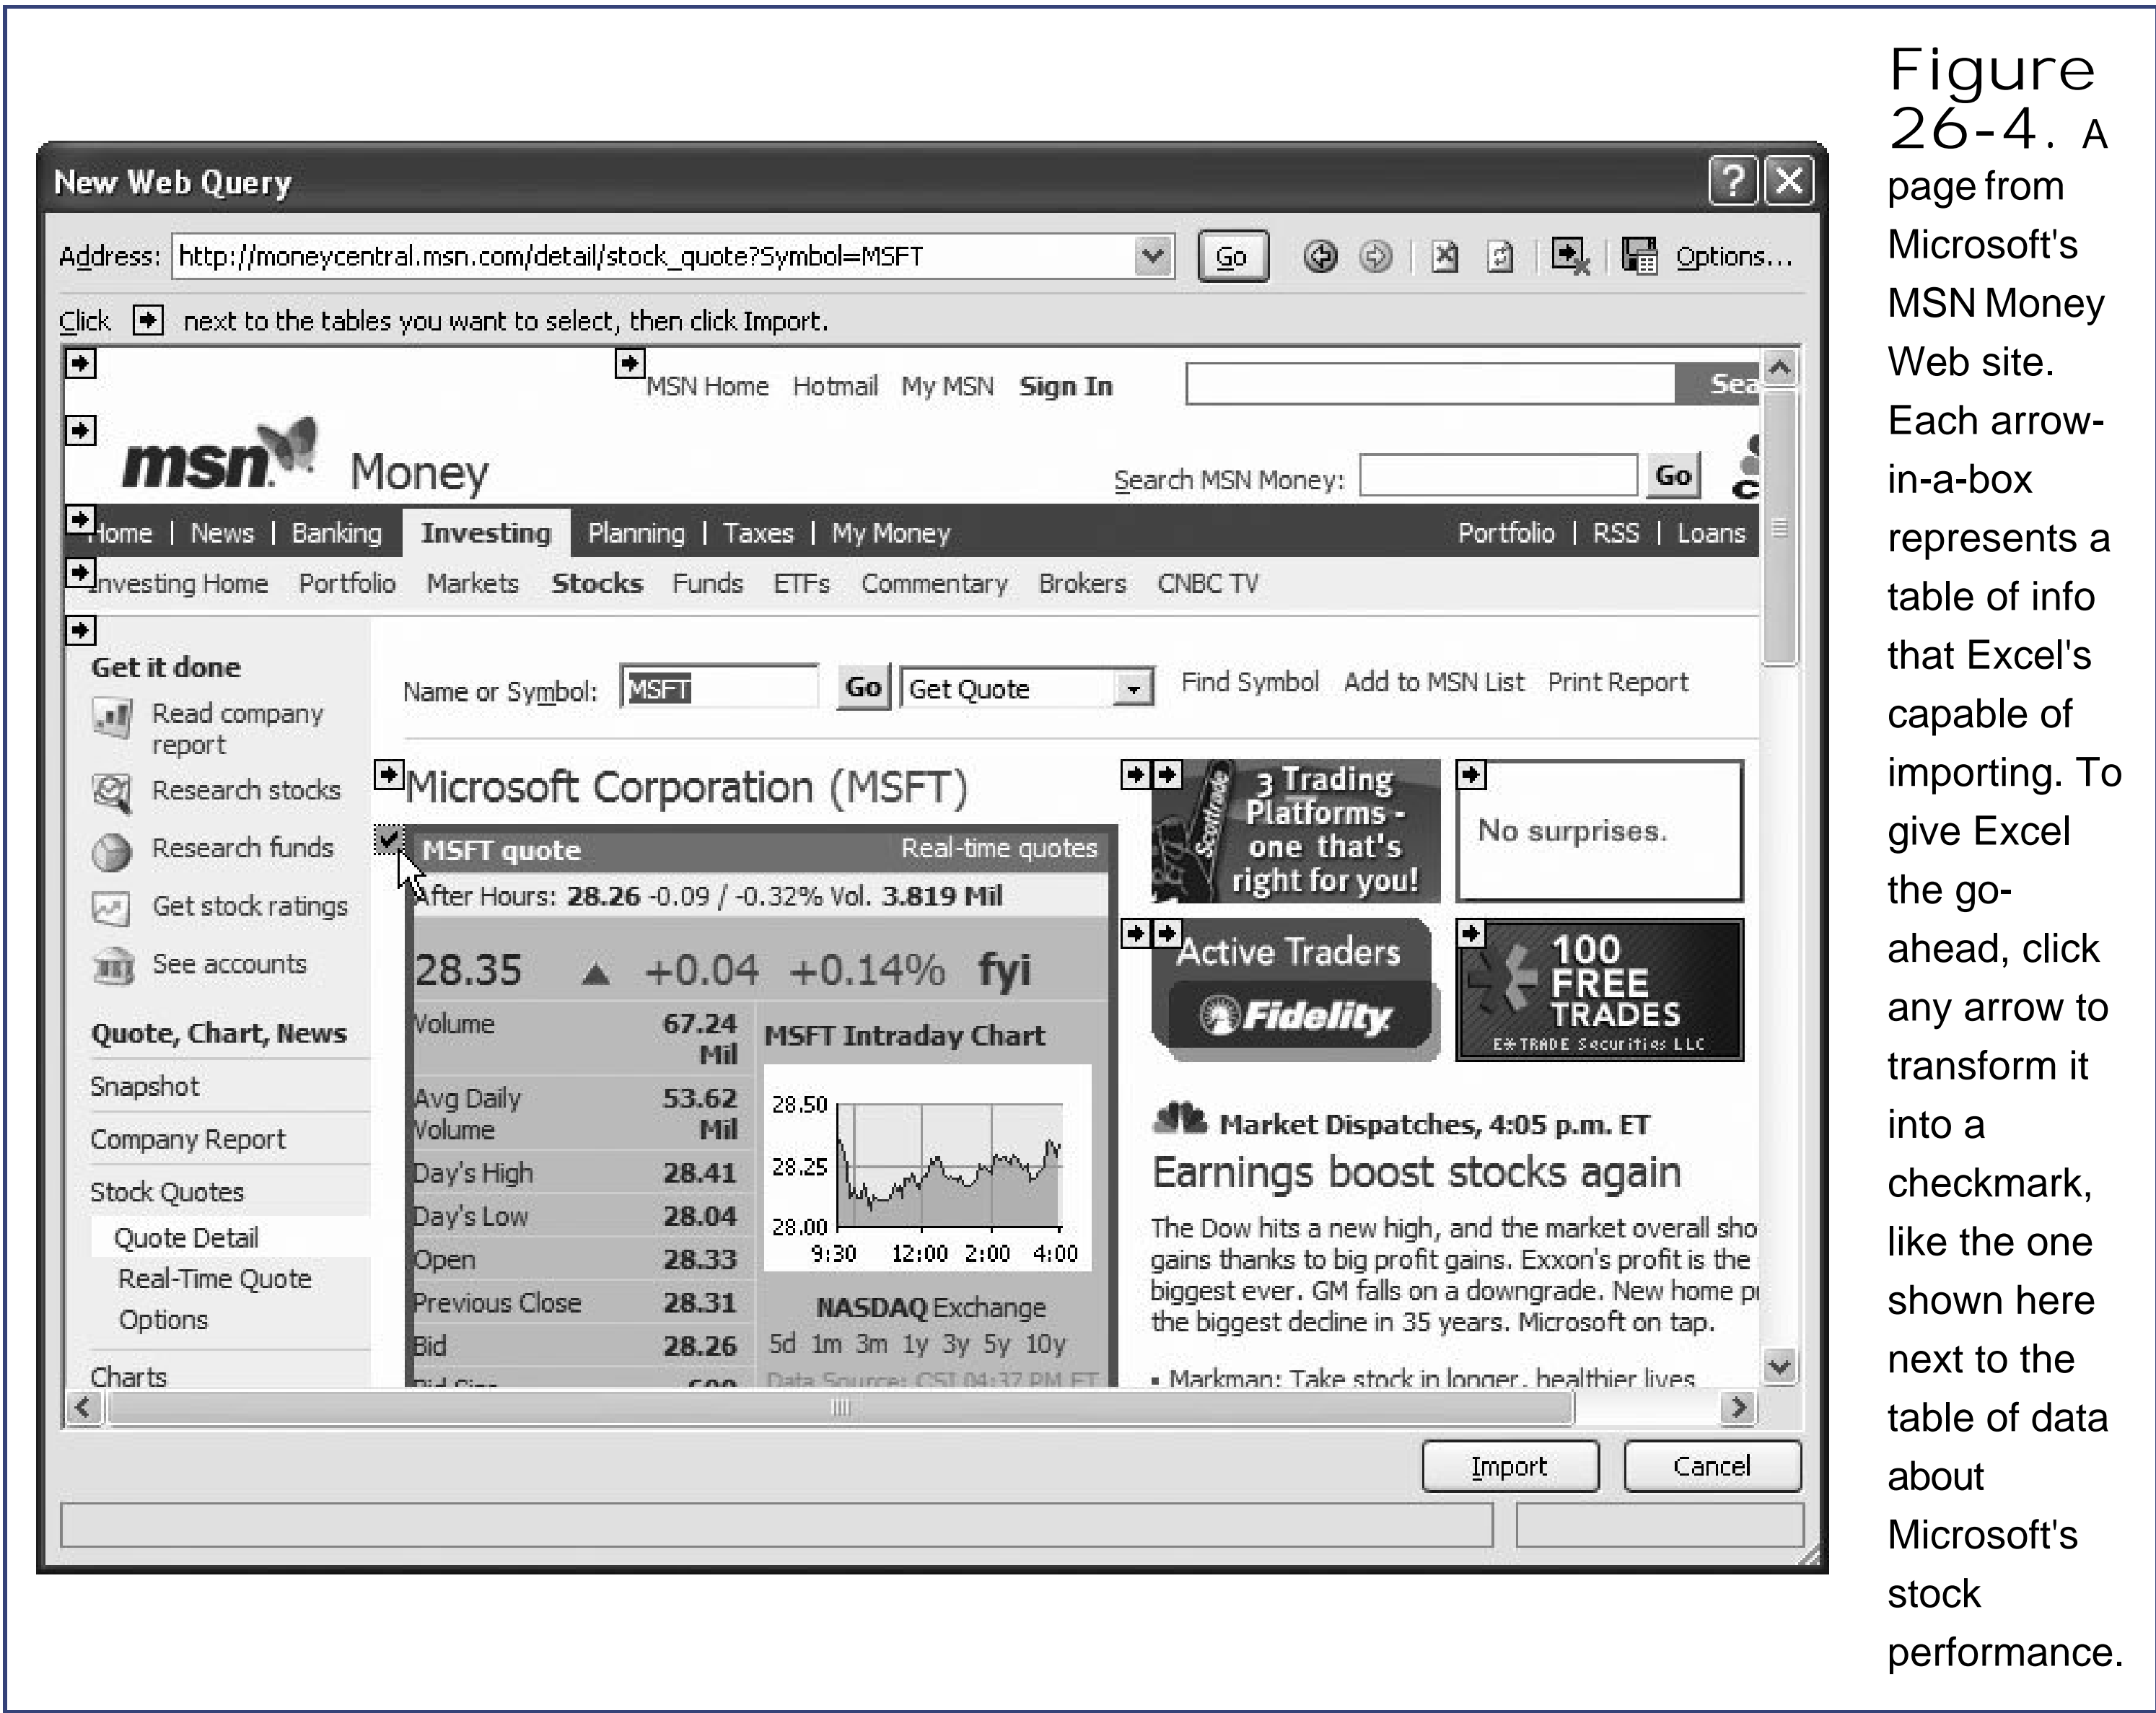 New Web Query
Address: http://moneycentral.msn.com/detail/stock_quote?Symbol=MSFT
Go
Options...
Click next to the tables you want to select, then click Import.
MSN Home Hotmail My MSN Sign In
msn Money
Search MSN Money:
Go
Home | News | Banking Investing Planning | Taxes | My Money Portfolio | RSS | Loans
Investing Home Portfolio Markets Stocks Funds ETFs Commentary Brokers CNBC TV
Get it done
Read company
report
Research stocks
Research funds
Get stock ratings
See accounts
Quote, Chart, News
Snapshot
Company Report
Stock Quotes
Quote Detail
Real-Time Quote
Options
Charts
Name or Symbol: MSFT Go Get Quote Find Symbol Add to MSN List Print Report
Microsoft Corporation (MSFT)
MSFT quote Real-time quotes
After Hours: 28.26 -0.09 / -0.32% Vol. 3.819 Mil
28.35 ▲ +0.04 +0.14% fyi
Volume 67.24
Mil
Avg Daily 53.62
Volume Mil
Day's High 28.41
Day's Low 28.04
Open 28.33
Previous Close 28.31
Bid 28.26
MSFT Intraday Chart
28.50
28.25
28.00
9:30 12:00 2:00 4:00
NASDAQ Exchange
5d 1m 3m 1y 3y 5y 10y
Data Source: CSI 04:37 PM ET
Scottrade
3 Trading
Platforms -
one that's
right for you!
No surprises.
Active Traders
Fidelity
100
FREE
TRADES
E*TRADE Securities LLC
Market Dispatches, 4:05 p.m. ET
Earnings boost stocks again
The Dow hits a new high, and the market overall sho
gains thanks to big profit gains. Exxon's profit is the
biggest ever. GM falls on a downgrade. New home p
the biggest decline in 35 years. Microsoft on tap.
▪ Markman: Take stock in longer, healthier lives
Import Cancel
Figure
26-4. A
page from
Microsoft's
MSN Money
Web site.
Each arrow-
in-a-box
represents a
table of info
that Excel's
capable of
importing. To
give Excel
the go-
ahead, click
any arrow to
transform it
into a
checkmark,
like the one
shown here
next to the
table of data
about
Microsoft's
stock
performance.